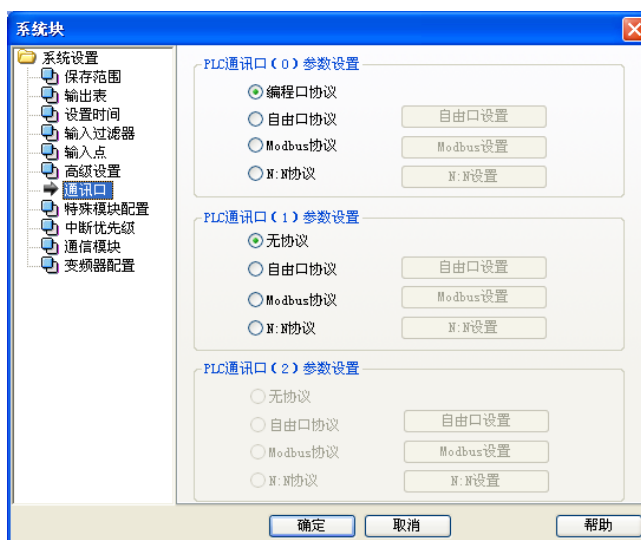 系统块
系统设置
保存范围
输出表
设置时间
输入过滤器
输入点
高级设置
通讯口
特殊模块配置
中断优先级
通信模块
变频器配置
PLC通讯口(0)参数设置
编程口协议
自由口协议 自由口设置
Modbus协议 Modbus设置
N:N协议 N:N设置
PLC通讯口(1)参数设置
无协议
自由口协议 自由口设置
Modbus协议 Modbus设置
N:N协议 N:N设置
PLC通讯口(2)参数设置
无协议
自由口协议 自由口设置
Modbus协议 Modbus设置
N:N协议 N:N设置
确定 取消 帮助